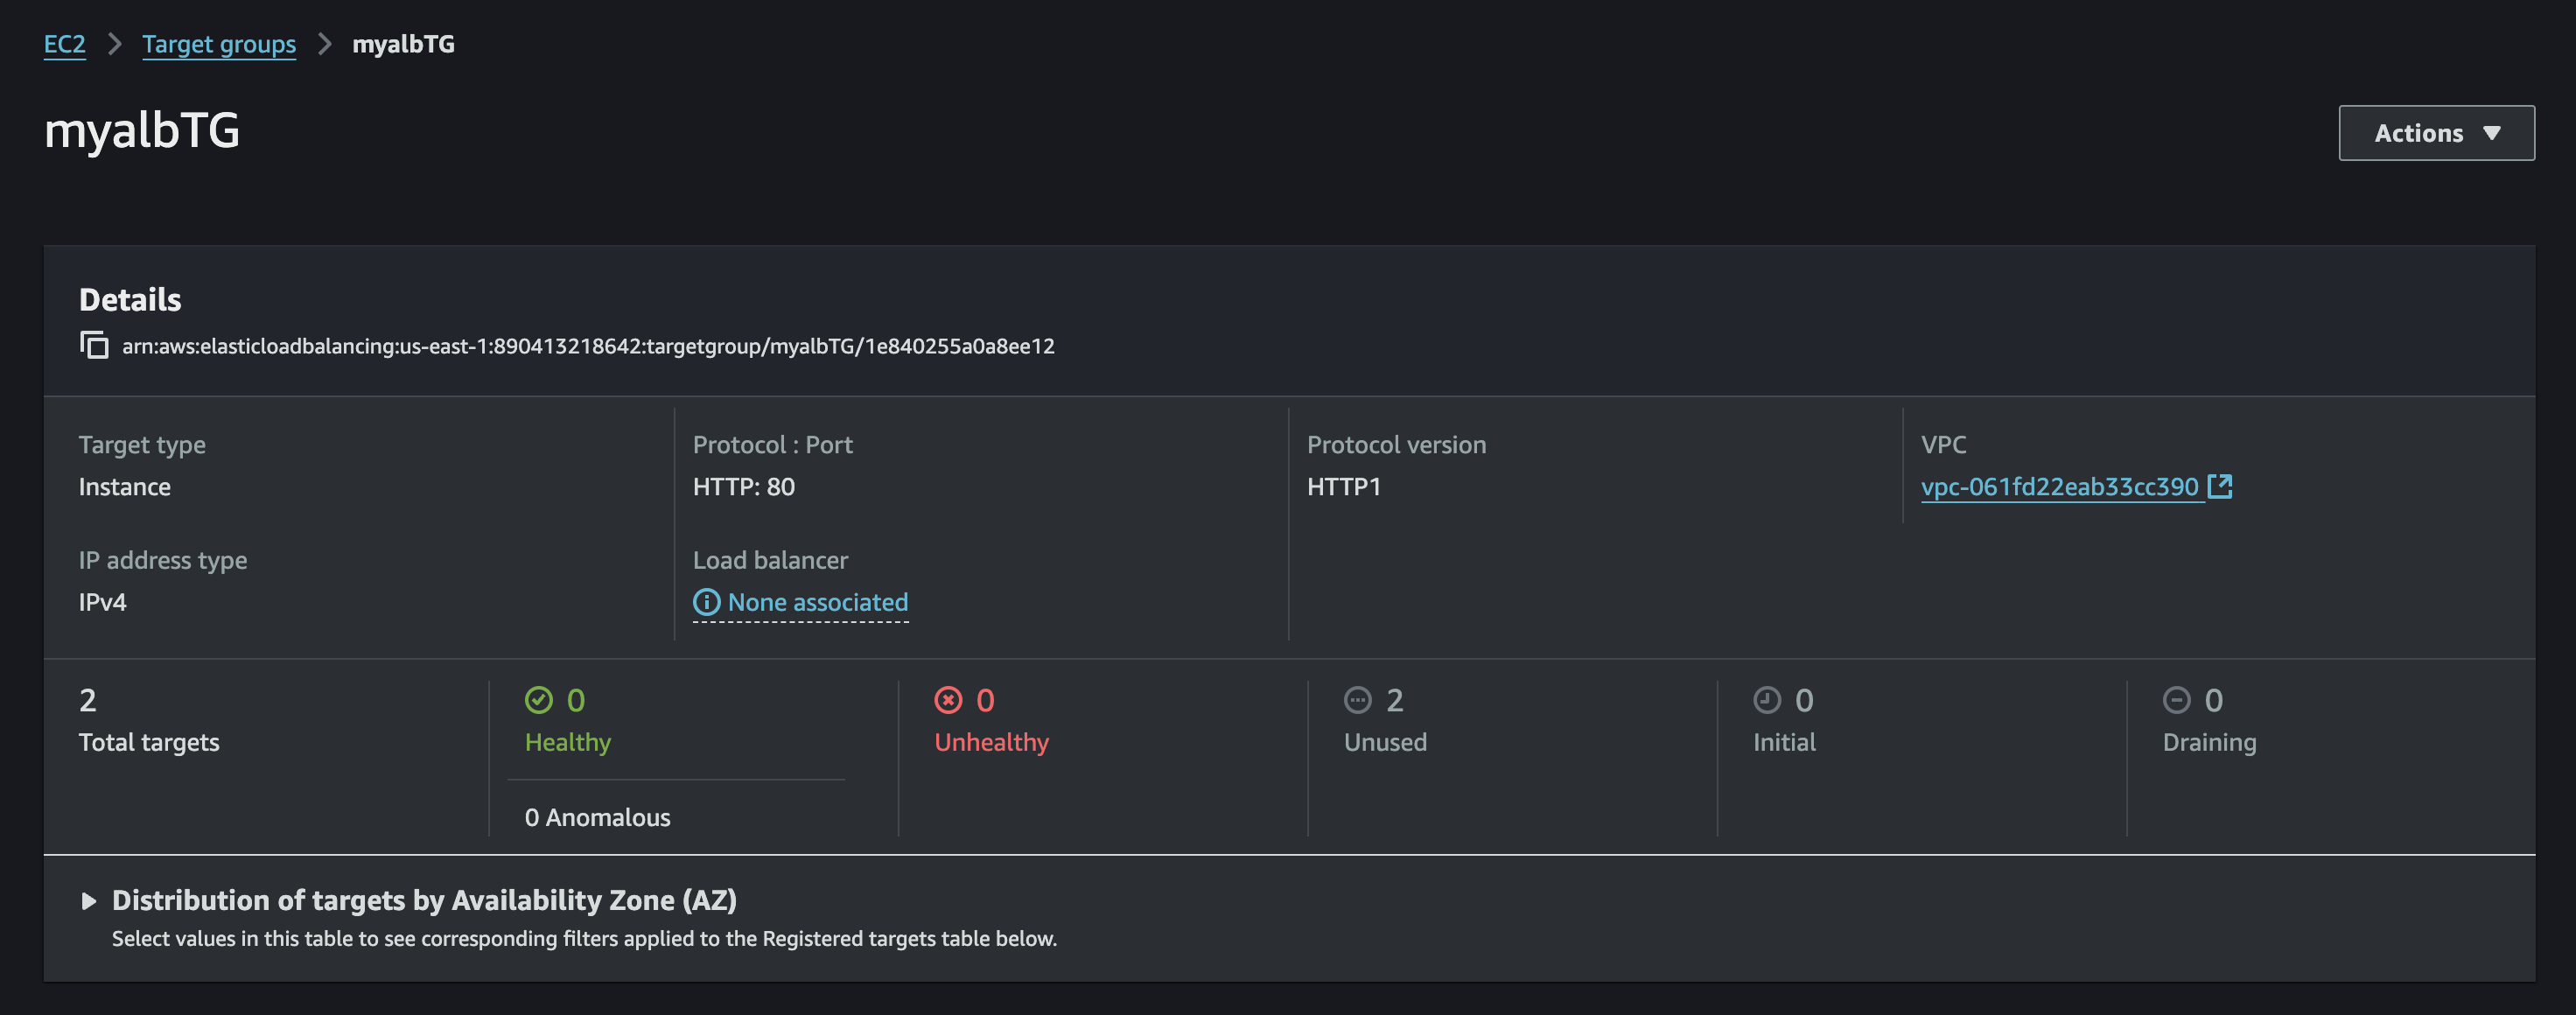 EC2 > Target groups > myalbTG
myalbTG
Actions
Details
arn:aws:elasticloadbalancing:us-east-1:890413218642:targetgroup/myalbTG/1e840255a0a8ee12
Target type
Instance
Protocol : Port
HTTP: 80
Protocol version
HTTP1
VPC
vpc-061fd22eab33cc390
IP address type
IPv4
Load balancer
None associated
2
Total targets
0
Healthy
0 Anomalous
0
Unhealthy
2
Unused
0
Initial
0
Draining
Distribution of targets by Availability Zone (AZ)
Select values in this table to see corresponding filters applied to the Registered targets table below.